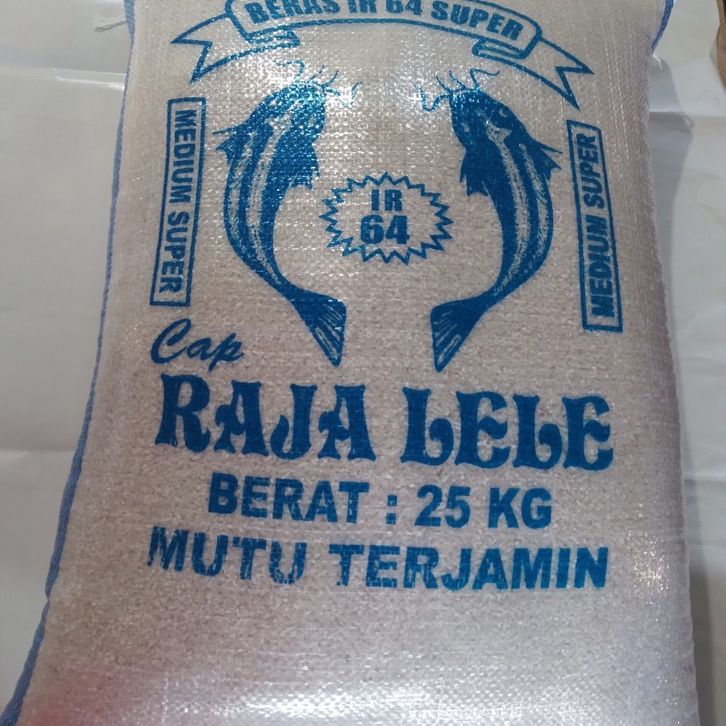 BERAS IR 64 SUPER
MEDIUM SUPER
IR
64
MEDIUM SUPER
Cap
RAJA LELE
BERAT : 25 KG
MUTU TERJAMIN